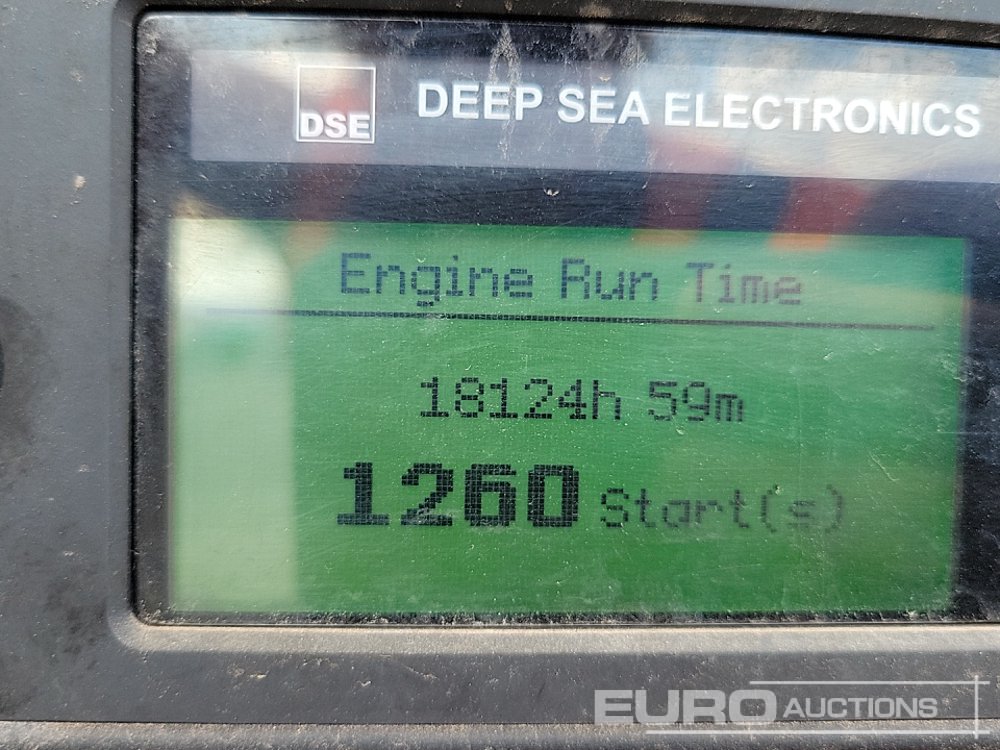 DSE
DEEP SEA ELECTRONICS
Engine Run Time
18124h 59m
1260 Start(s)
EURO AUCTIONS